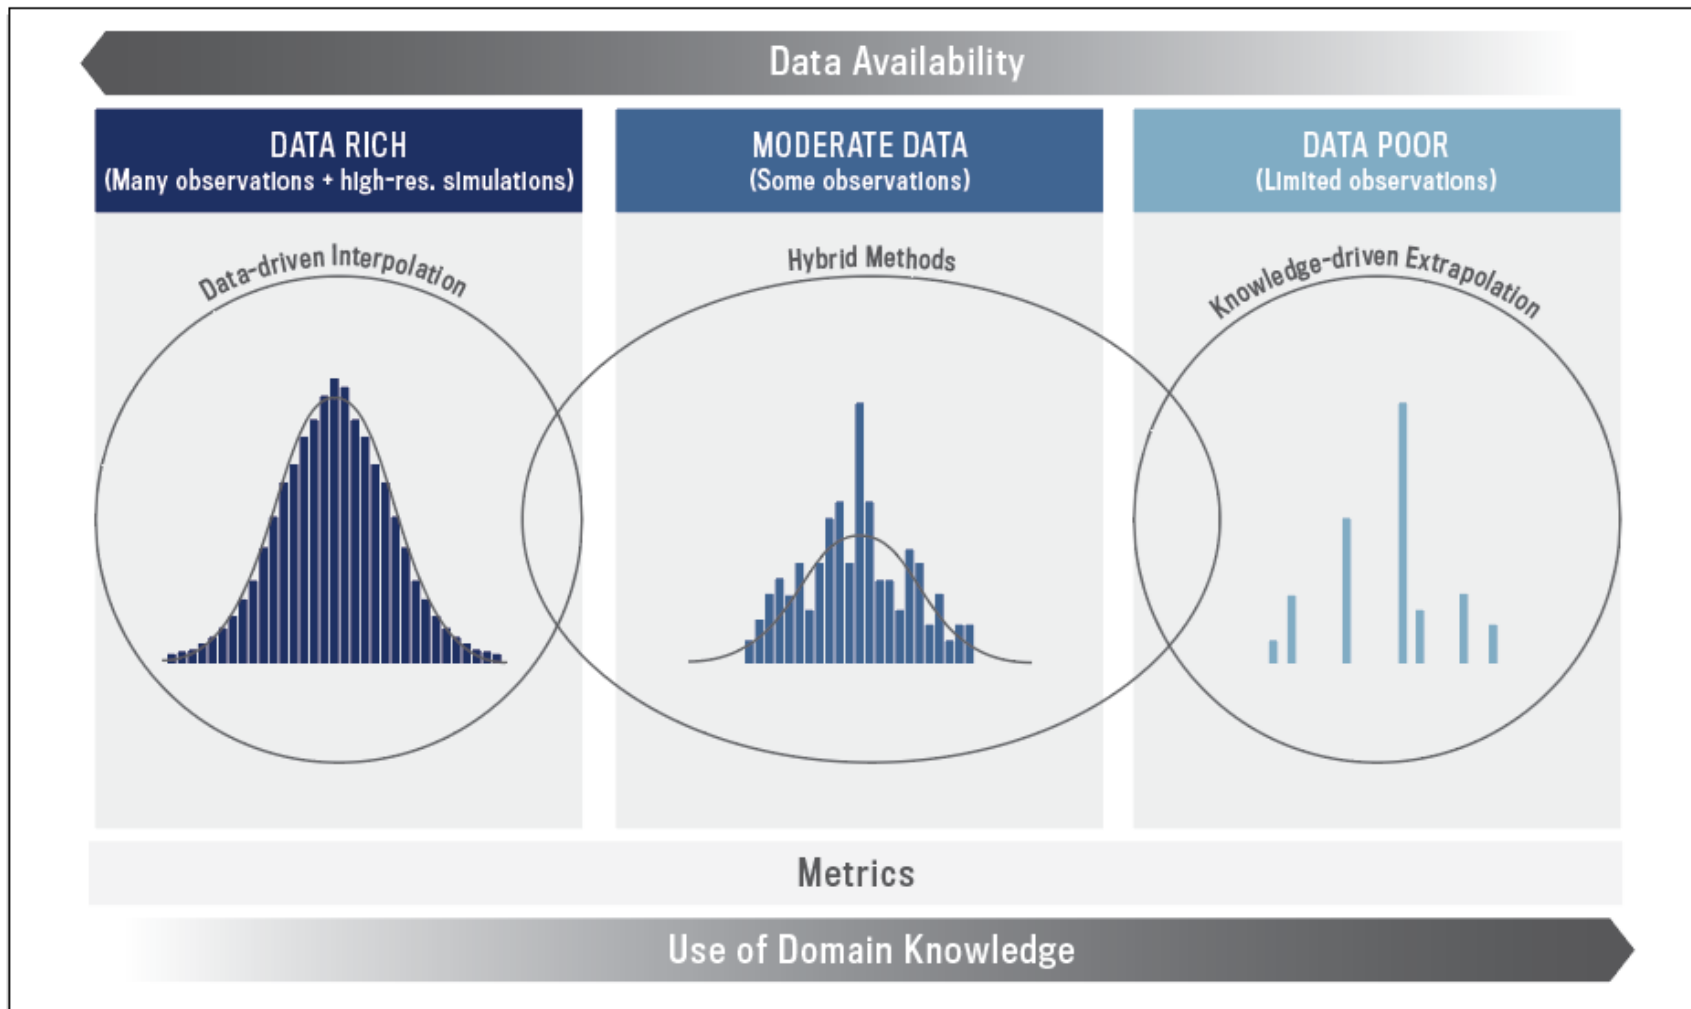 Data Availability
DATA RICH
(Many observations + high-res. simulations)
MODERATE DATA
(Some observations)
DATA POOR
(Limited observations)
Data-driven Interpolation
Hybrid Methods
Knowledge-driven Extrapolation
Metrics
Use of Domain Knowledge